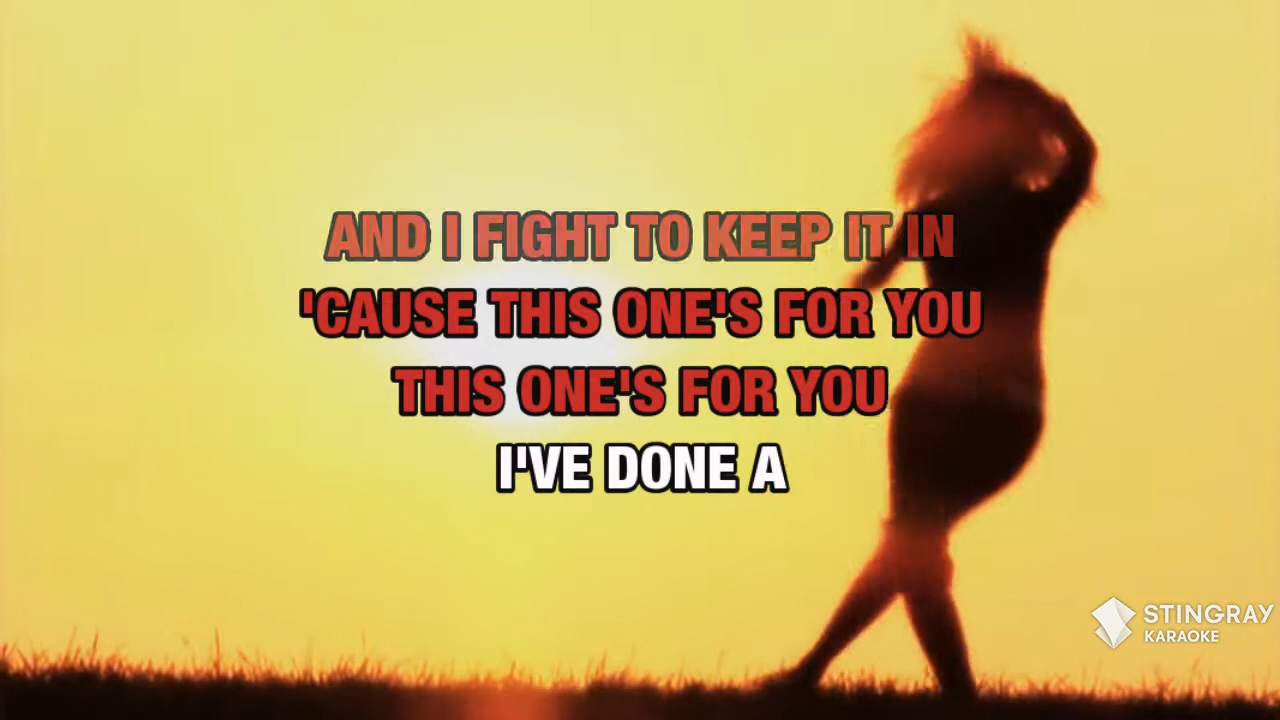 AND I FIGHT TO KEEP IT IN
'CAUSE THIS ONE'S FOR YOU
THIS ONE'S FOR YOU
I'VE DONE A
STINGRAY
KARAOKE